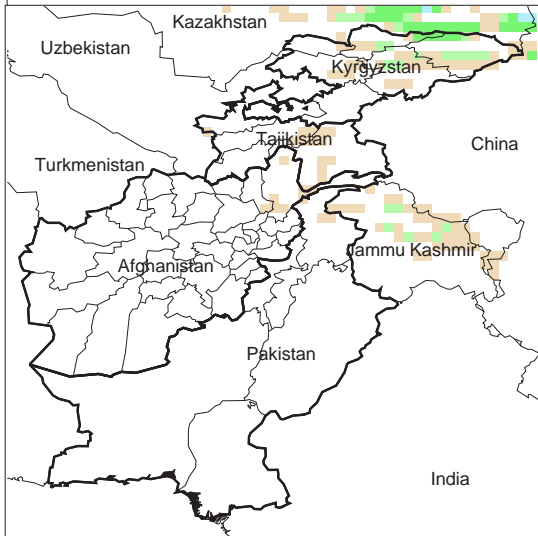 Kazakhstan
Uzbekistan
Kyrgyzstan
Tajikistan
China
Turkmenistan
Jammu Kashmir
Afghanistan
Pakistan
India